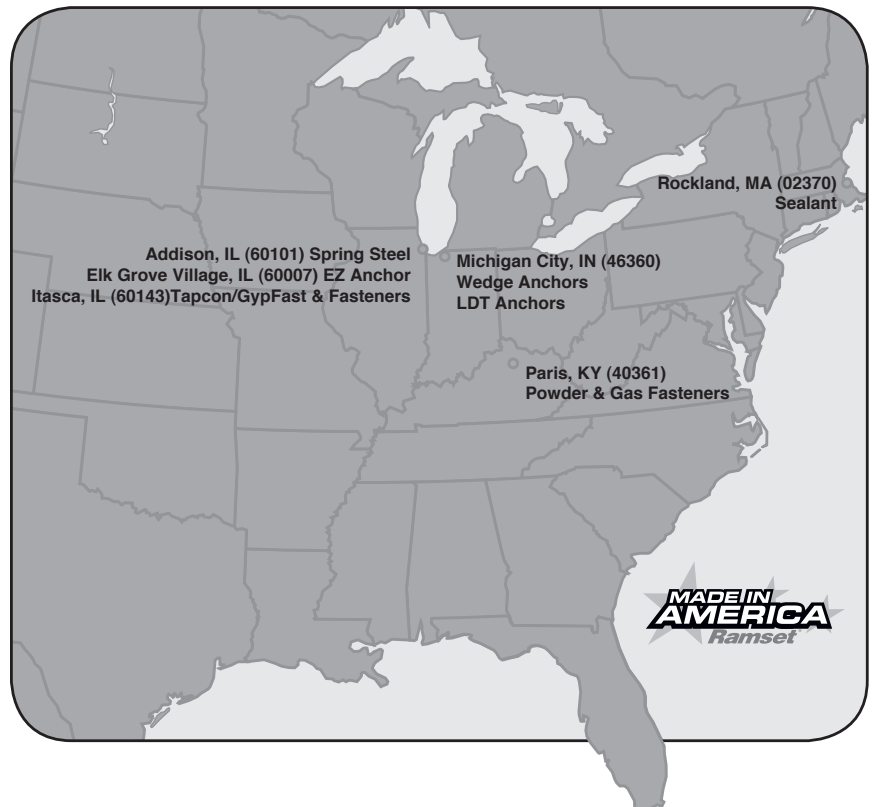 Rockland, MA (02370)
Sealant
Addison, IL (60101) Spring Steel
Elk Grove Village, IL (60007) EZ Anchor
Itasca, IL (60143)Tapcon/GypFast & Fasteners
Michigan City, IN (46360)
Wedge Anchors
LDT Anchors
Paris, KY (40361)
Powder & Gas Fasteners
MADE IN
AMERICA
Ramset